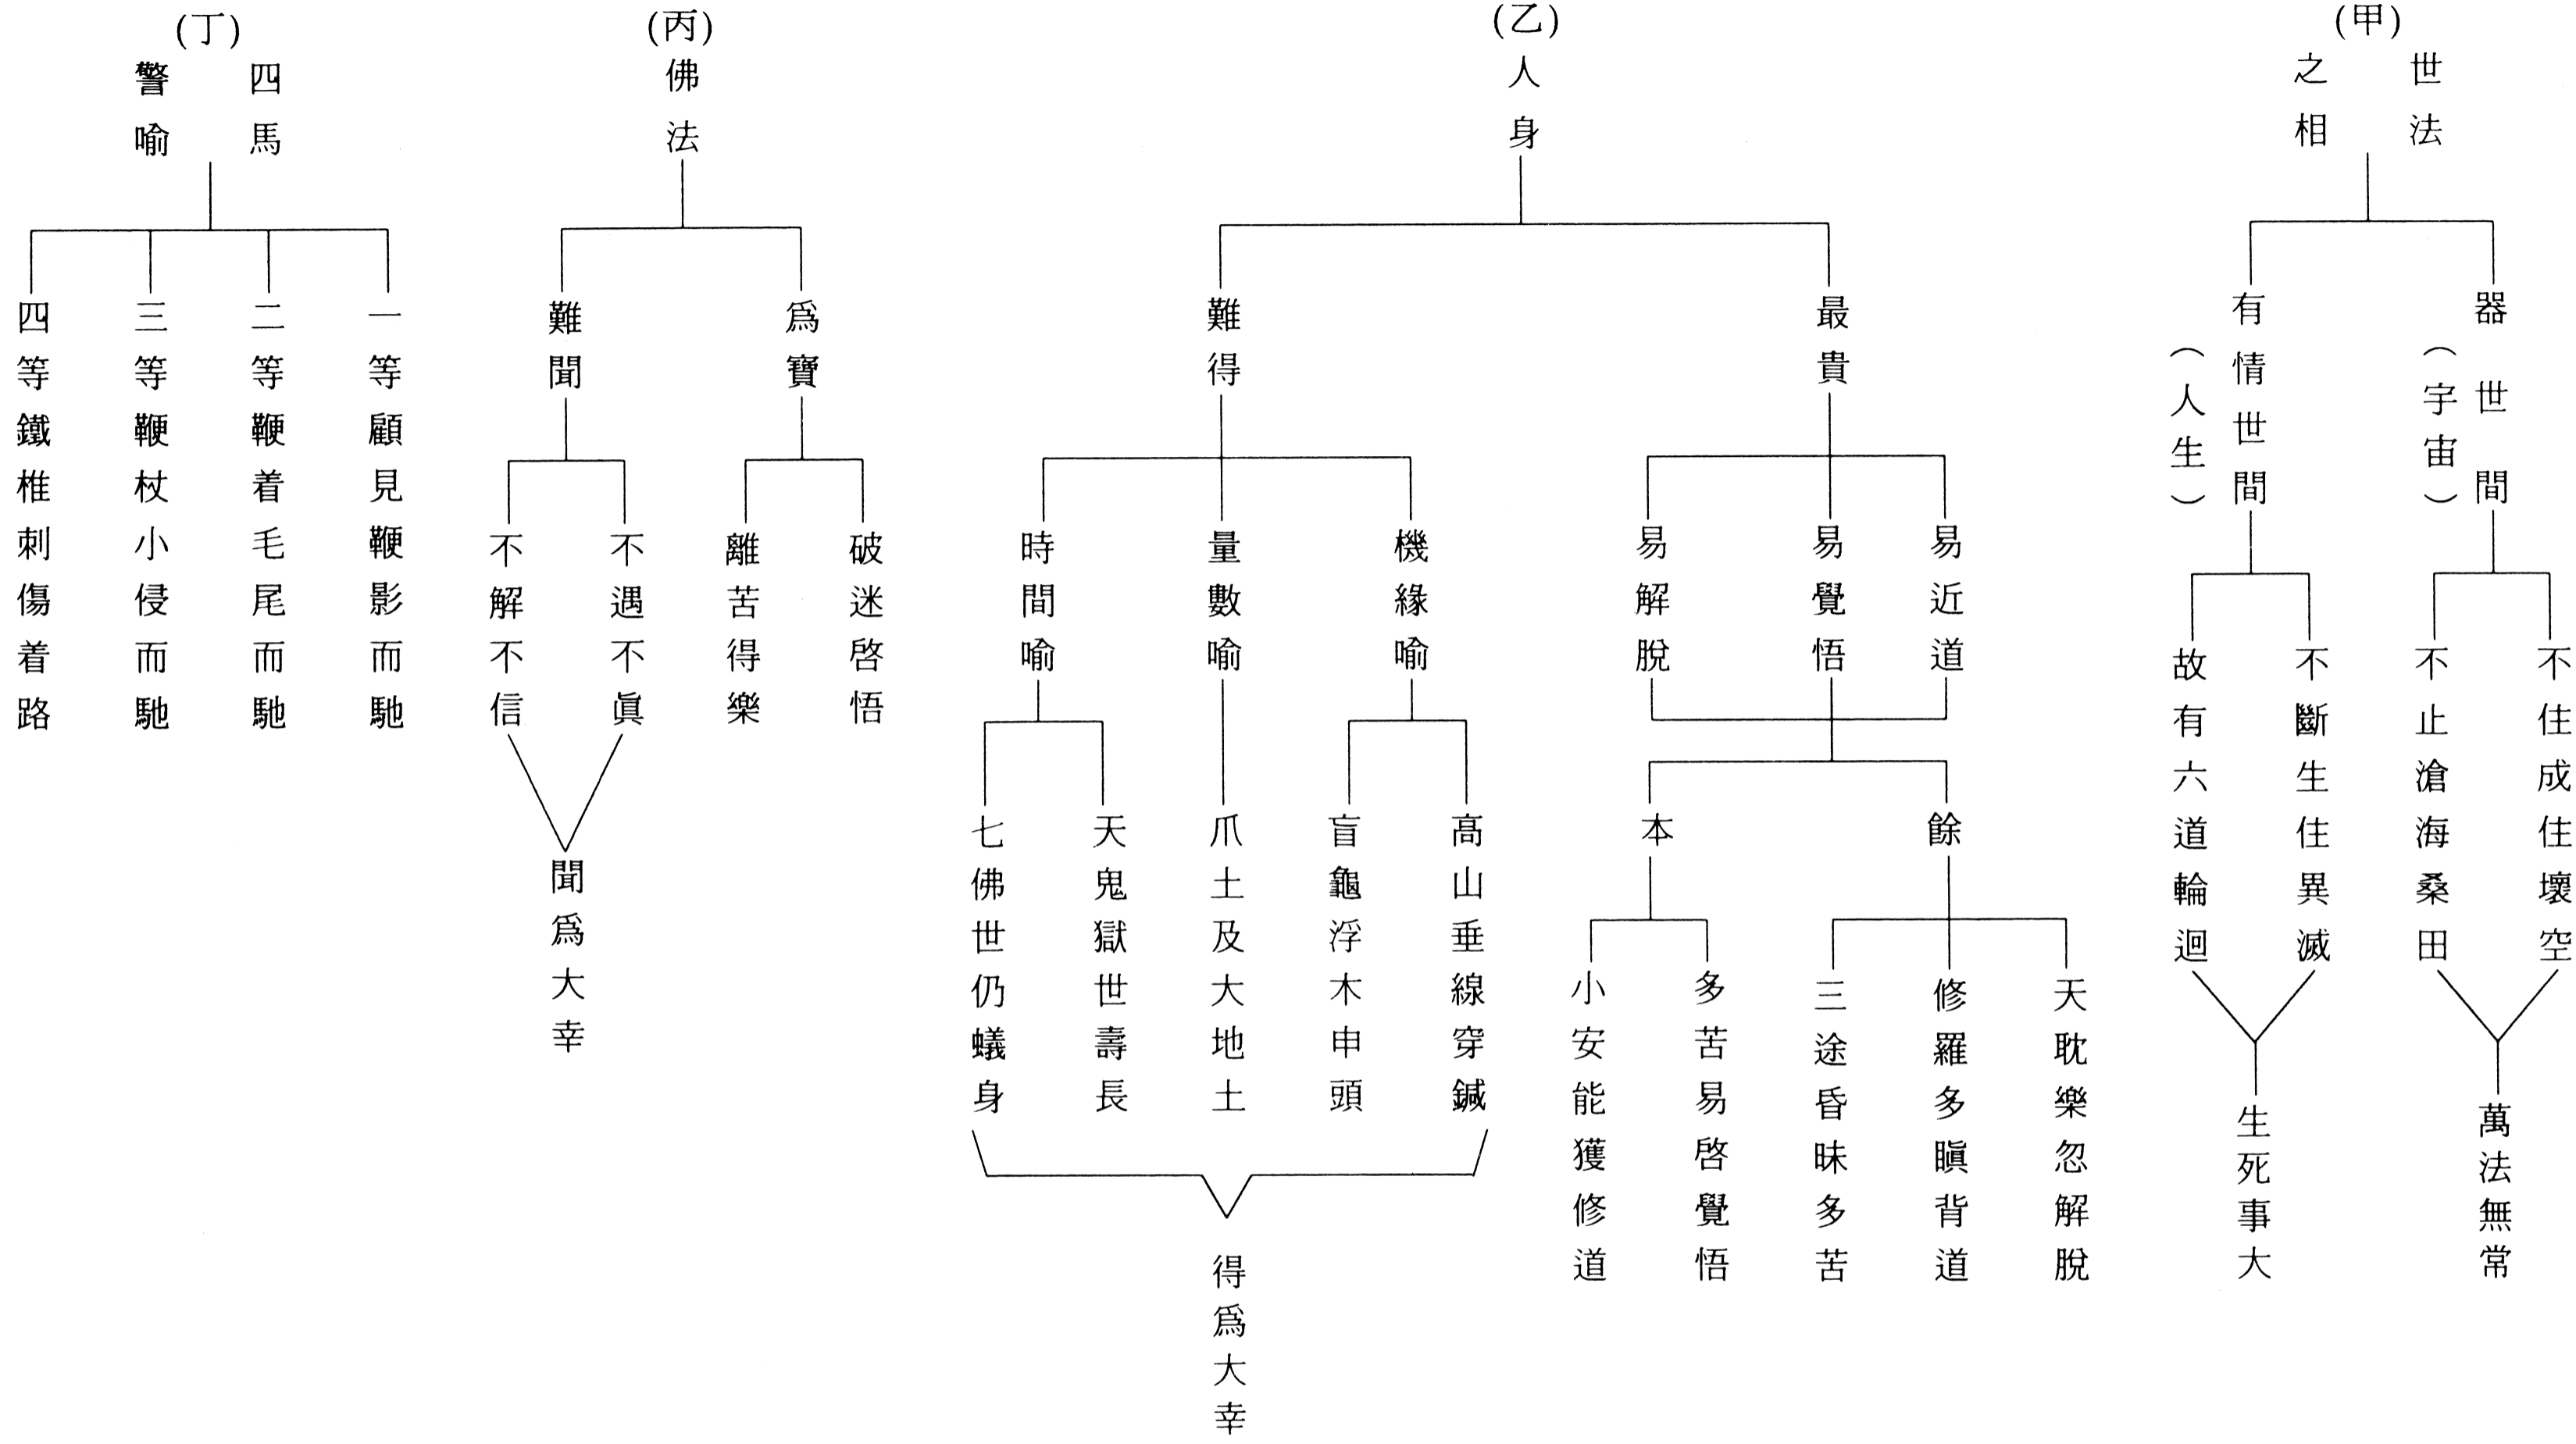 (甲)
世法
之相
器世間
(宇宙)
不住成住壞空
不止滄海桑田
萬法無常
有情世間
(人生)
不斷生住異滅
故有六道輪迴
生死事大
(乙)
人身
最貴
易近道
易覺悟
易解脫
餘
天耽樂忽解脫
修羅多瞋背道
三途昏昧多苦
本
多苦易啓覺悟
小安能獲修道
難得
機緣喻
高山垂線穿鍼
盲龜浮木申頭
量數喻
爪土及大地土
時間喻
天鬼獄世壽長
七佛世仍蟻身
得爲大幸
(丙)
佛法
爲寶
破迷啓悟
離苦得樂
難聞
不遇不眞
不解不信
聞爲大幸
(丁)
四馬
警喻
一等顧見鞭影而馳
二等鞭着毛尾而馳
三等鞭杖小侵而馳
四等鐵椎刺傷着路